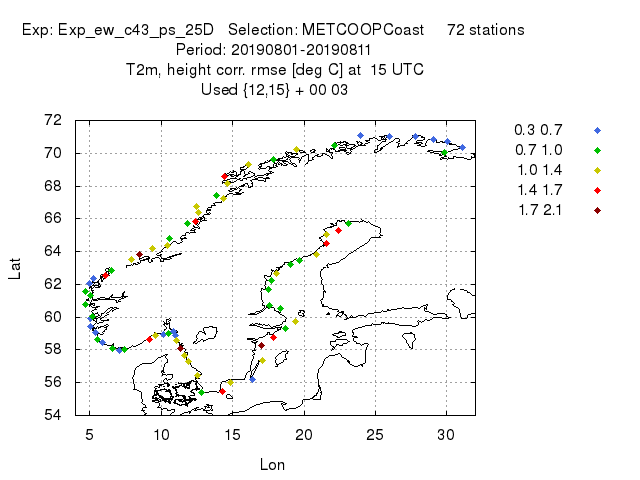 Exp: Exp_ew_c43_ps_25D Selection: METCOOPCoast 72 stations
Period: 20190801-20190811
T2m, height corr. rmse [deg C] at 15 UTC
Used {12,15} + 00 03
72
70
68
66
64
62
60
58
56
54
Lat
5 10 15 20 25 30
Lon
0.3 0.7
0.7 1.0
1.0 1.4
1.4 1.7
1.7 2.1